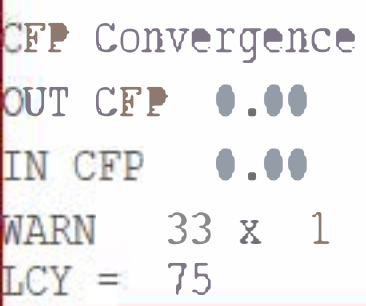 CFP Convergence
OUT CFP 0.00
IN CFP 0.00
WARN 33 x 1
LCY = 75